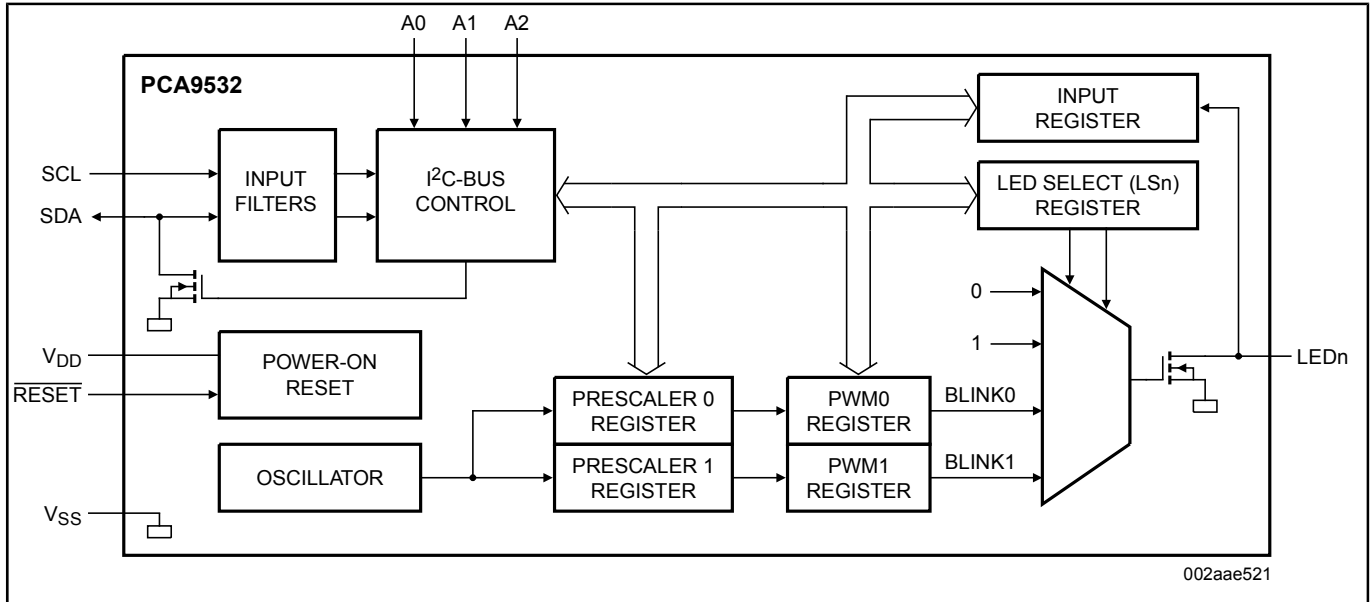 A0 A1 A2
PCA9532
SCL
SDA
INPUT
FILTERS
I²C-BUS
CONTROL
INPUT
REGISTER
LED SELECT (LSn)
REGISTER
0
1
VDD
RESET
POWER-ON
RESET
OSCILLATOR
PRESCALER 0
REGISTER
PRESCALER 1
REGISTER
PWM0
REGISTER
PWM1
REGISTER
BLINK0
BLINK1
LEDn
VSS
002aae521